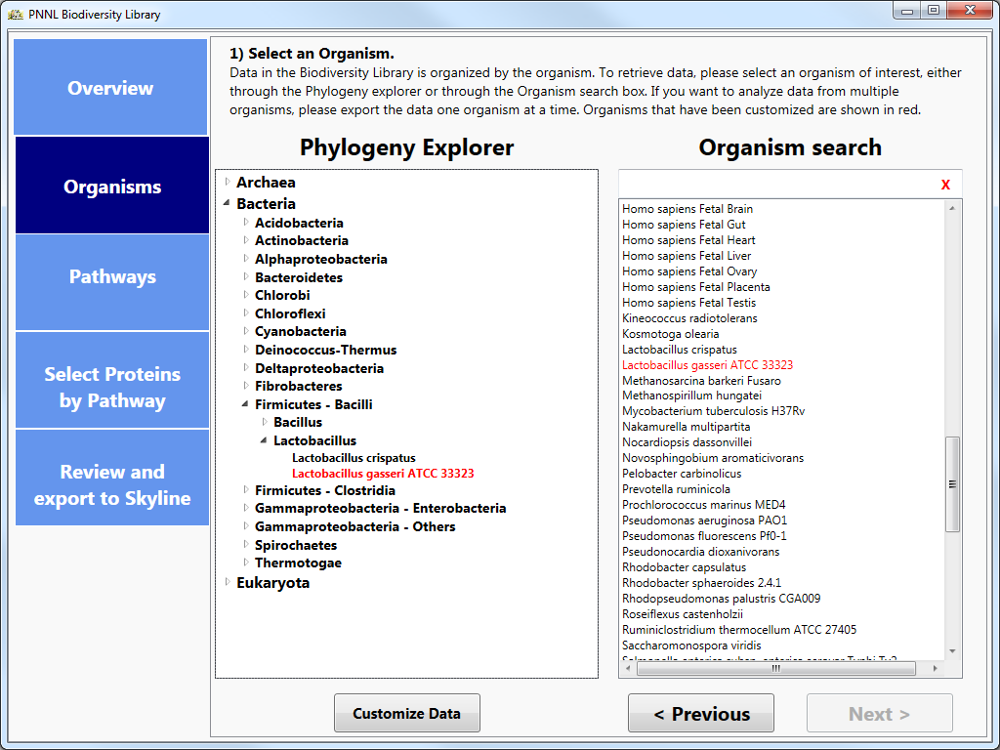 PNNL Biodiversity Library
Overview
Organisms
Pathways
Select Proteins
by Pathway
Review and
export to Skyline
1) Select an Organism.
Data in the Biodiversity Library is organized by the organism. To retrieve data, please select an organism of interest, either
through the Phylogeny explorer or through the Organism search box. If you want to analyze data from multiple
organisms, please export the data one organism at a time. Organisms that have been customized are shown in red.
Phylogeny Explorer
Archaea
Bacteria
Acidobacteria
Actinobacteria
Alphaproteobacteria
Bacteroidetes
Chlorobi
Chloroflexi
Cyanobacteria
Deinococcus-Thermus
Deltaproteobacteria
Fibrobacteres
Firmicutes - Bacilli
Bacillus
Lactobacillus
Lactobacillus crispatus
Lactobacillus gasseri ATCC 33323
Firmicutes - Clostridia
Gammaproteobacteria - Enterobacteria
Gammaproteobacteria - Others
Spirochaetes
Thermotogae
Eukaryota
Organism search
X
Homo sapiens Fetal Brain
Homo sapiens Fetal Gut
Homo sapiens Fetal Heart
Homo sapiens Fetal Liver
Homo sapiens Fetal Ovary
Homo sapiens Fetal Placenta
Homo sapiens Fetal Testis
Kineococcus radiotolerans
Kosmotoga olearia
Lactobacillus crispatus
Lactobacillus gasseri ATCC 33323
Methanosarcina barkeri Fusaro
Methanospirillum hungatei
Mycobacterium tuberculosis H37Rv
Nakamurella multipartita
Nocardiopsis dassonvillei
Novosphingobium aromaticivorans
Pelobacter carbinolicus
Prevotella ruminicola
Prochlorococcus marinus MED4
Pseudomonas aeruginosa PAO1
Pseudomonas fluorescens Pf0-1
Pseudonocardia dioxanivorans
Rhodobacter capsulatus
Rhodobacter sphaeroides 2.4.1
Rhodopseudomonas palustris CGA009
Roseiflexus castenholzii
Ruminiclostridium thermocellum ATCC 27405
Saccharomonospora viridis
Customize Data
< Previous
Next >